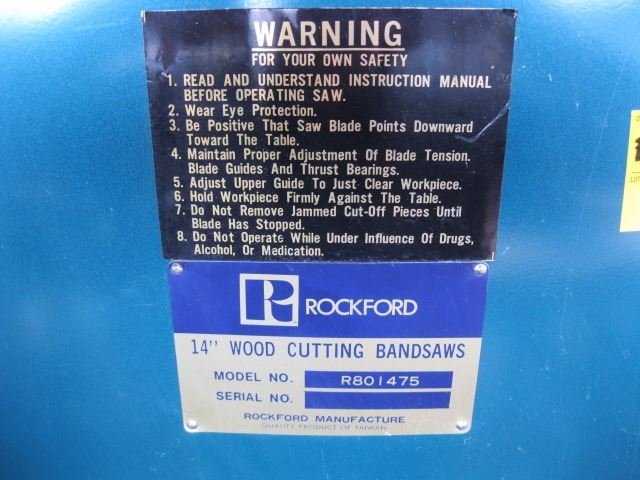 WARNING
FOR YOUR OWN SAFETY
1. READ AND UNDERSTAND INSTRUCTION MANUAL
BEFORE OPERATING SAW.
2. Wear Eye Protection.
3. Be Positive That Saw Blade Points Downward
Toward The Table.
4. Maintain Proper Adjustment Of Blade Tension.
Blade Guides And Thrust Bearings.
5. Adjust Upper Guide To Just Clear Workpiece.
6. Hold Workpiece Firmly Against The Table.
7. Do Not Remove Jammed Cut-Off Pieces Until
Blade Has Stopped.
8. Do Not Operate While Under Influence Of Drugs,
Alcohol, Or Medication.
R ROCKFORD
14" WOOD CUTTING BANDSAWS
MODEL NO. R801475
SERIAL NO.
ROCKFORD MANUFACTURE
QUALITY PRODUCT OF TAIWAN
LOT